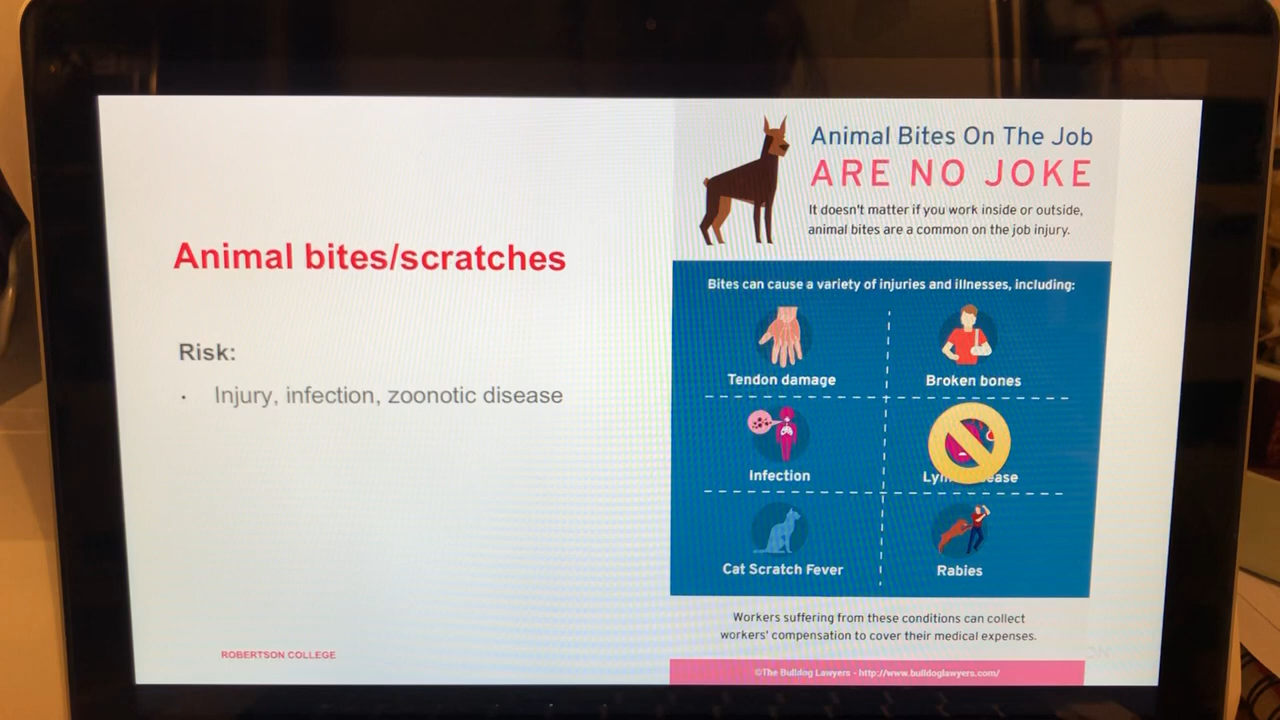 Animal Bites On The Job
ARE NO JOKE
It doesn't matter if you work inside or outside,
animal bites are a common on the job injury.
Animal bites/scratches
Risk:
· Injury, infection, zoonotic disease
Bites can cause a variety of injuries and illnesses, including:
Tendon damage
Broken bones
Infection
Cat Scratch Fever
Rabies
Workers suffering from these conditions can collect
workers' compensation to cover their medical expenses.
ROBERTSON COLLEGE
©The Bulldog Lawyers - http://www.bulldoglawyers.com/